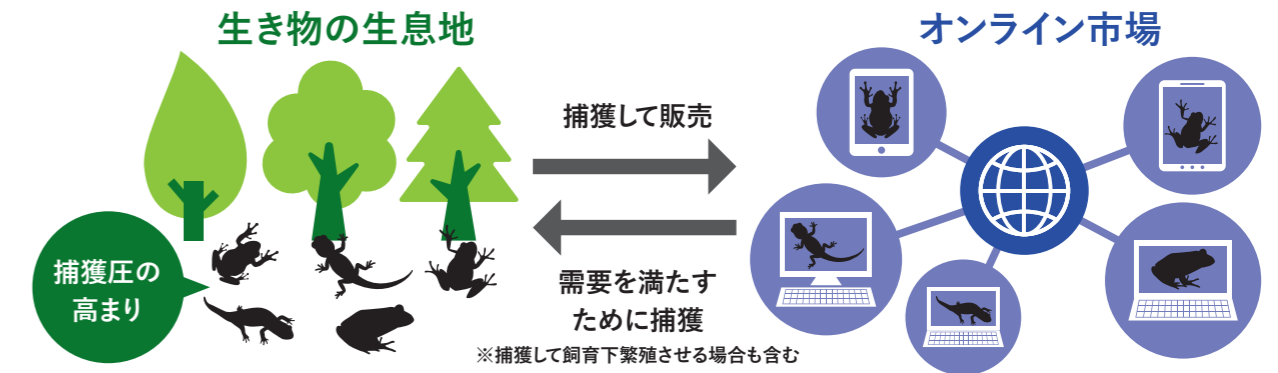 生き物の生息地
オンライン市場
捕獲して販売
捕獲圧の
高まり
需要を満たす
ために捕獲
※捕獲して飼育下繁殖させる場合も含む